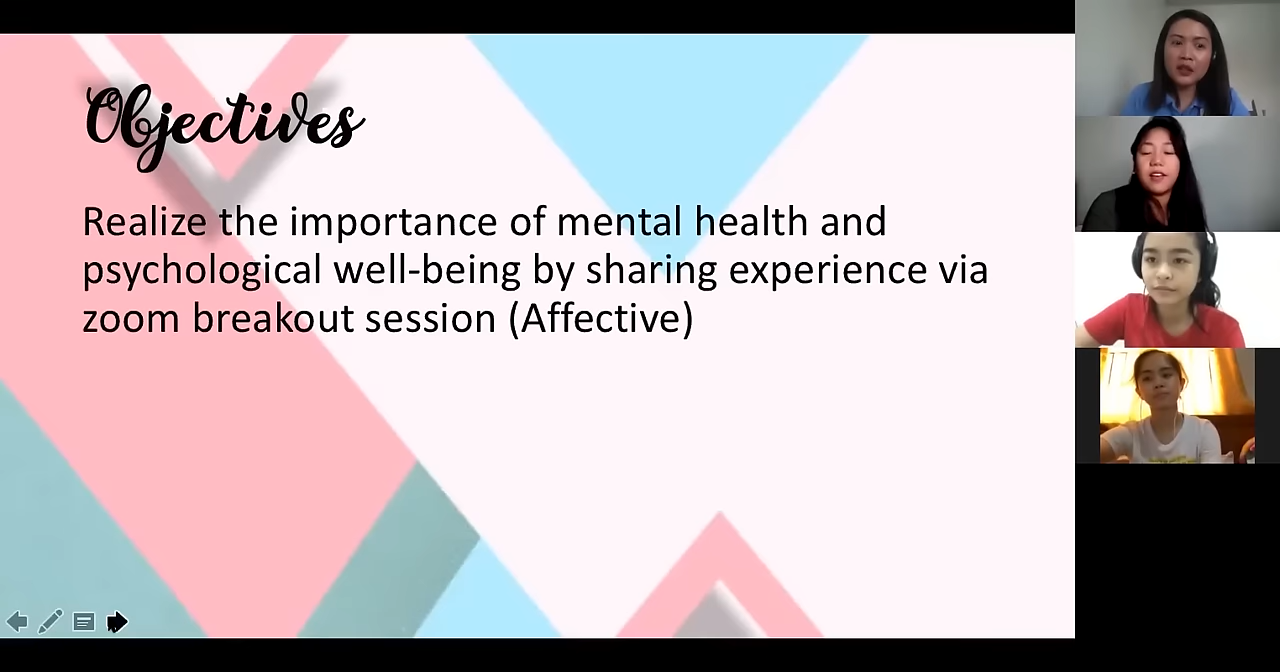 Objectives
Realize the importance of mental health and
psychological well-being by sharing experience via
zoom breakout session (Affective)